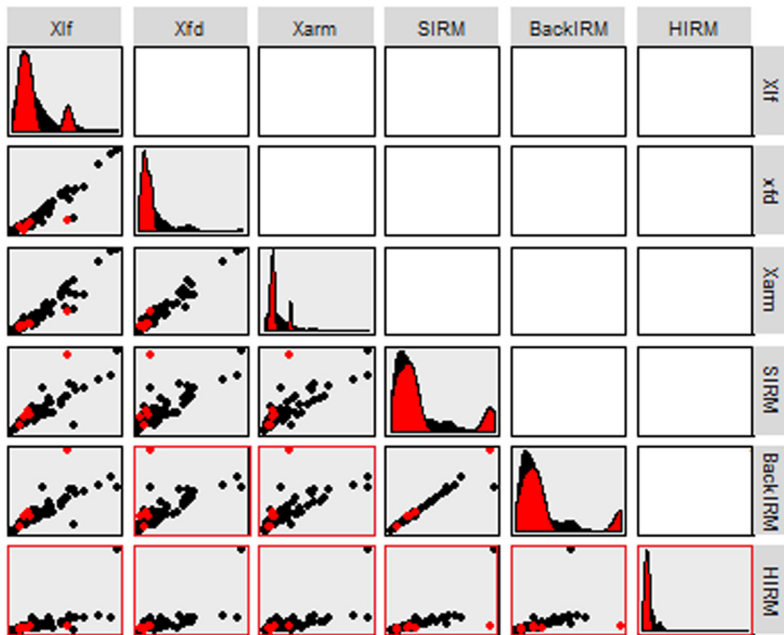 Xlf Xfd Xarm SIRM BackIRM HIRM
Xlf
xfd
Xarm
SIRM
BackIRM
HIRM